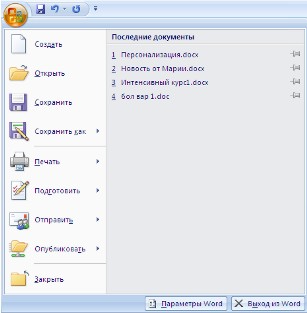 Последние документы
Создать
Открыть
Сохранить
Сохранить как
Печать
Подготовить
Отправить
Опубликовать
Закрыть
1 Персонализация.docx
2 Новость от Марии.docx
3 Интенсивный курс1.docx
4 бол вар 1.doc
Параметры Word
Выход из Word